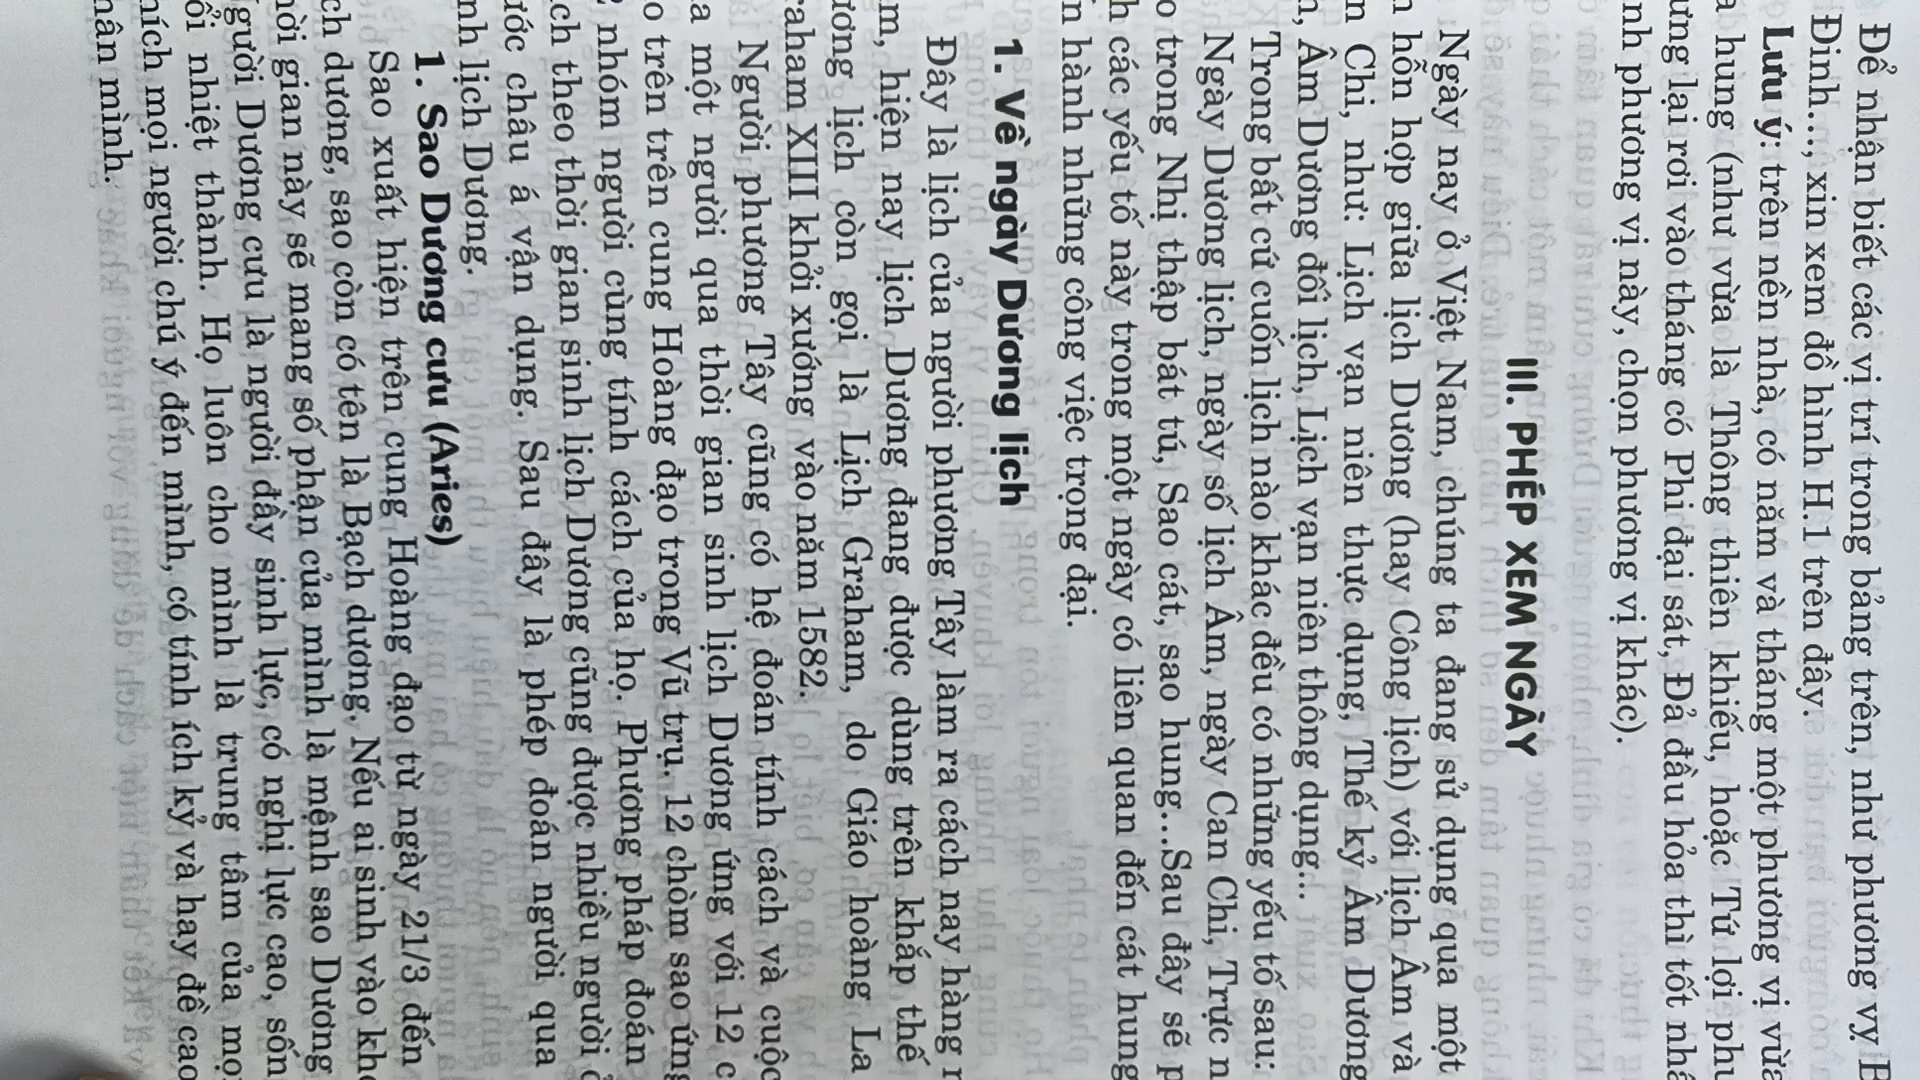 Để nhận biết các vị trí trong bảng trên, như phương vy
Đinh..., xin xem đồ hình H.1 trên đây.
Lưu ý: trên nền nhà, có năm và tháng một phương vị vừa
hung (như vừa là Thông thiên khiếu, hoặc Tứ lợi
lại rơi vào tháng có Phi đại sát, Đả đầu hỏa thì tốt
phương vị này, chọn phương vị khác).
III. PHÉP XEM NGÀY
Ngày nay ở Việt Nam, chúng ta đang sử dụng qua một
hỗn hợp giữa lịch Dương (hay Công lịch) với lịch Âm và
Chi, như: Lịch vạn niên thực dụng, Thế kỷ Âm Dương
Âm Dương đối lịch, Lịch vạn niên thông dụng...
Trong bất cứ cuốn lịch nào khác đều có những yếu tố sau:
Ngày Dương lịch, ngày số lịch Âm, ngày Can Chi, Trực
trong Nhị thập bát tú, Sao cát, sao hung...Sau đây sẽ
các yếu tố này trong một ngày có liên quan đến cát hung
hành những công việc trọng đại.
1. Về ngày Dương lịch
Đây là lịch của người phương Tây làm ra cách nay hàng
hiện nay lịch Dương đang được dùng trên khắp thế
lịch còn gọi là Lịch Graham, do Giáo hoàng La
raham XIII khởi xướng vào năm 1582.
Người phương Tây cũng có hệ đoán tính cách và cuộc
một người qua thời gian sinh lịch Dương ứng với 12
trên trên cung Hoàng đạo trong Vũ trụ. 12 chòm sao ứng
nhóm người cùng tính cách của họ. Phương pháp đoán
theo thời gian sinh lịch Dương cũng được nhiều người
châu á vận dụng. Sau đây là phép đoán người qua
lịch Dương.
1. Sao Dương cưu (Aries)
Sao xuất hiện trên cung Hoàng đạo từ ngày 21/3 đến
dương, sao còn có tên là Bạch dương. Nếu ai sinh vào
gian này sẽ mang số phận của mình là mệnh sao Dương
Người Dương cưu là người đầy sinh lực, có nghị lực cao,
nhiệt thành. Họ luôn cho mình là trung tâm của
mọi người chú ý đến mình, có tính ích kỷ và hay đề cao
mình.